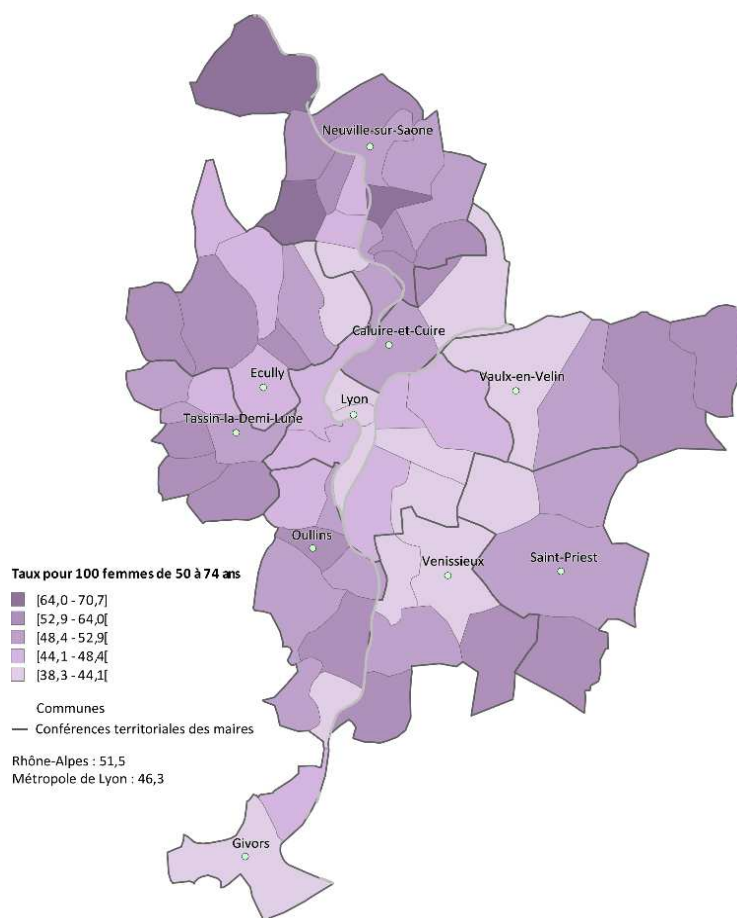 Neuville-sur-Saone
Caluire-et-Cuire
Ecully
Vaulx-en-Velin
Lyon
Tassin-la-Demi-Lune
Oullins
Venissieux
Saint-Priest
Taux pour 100 femmes de 50 à 74 ans
[64,0 - 70,7]
[52,9 - 64,0[
[48,4 - 52,9[
[44,1 - 48,4[
[38,3 - 44,1[
Communes
Conférences territoriales des maires
Rhône-Alpes : 51,5
Métropole de Lyon : 46,3
Givors